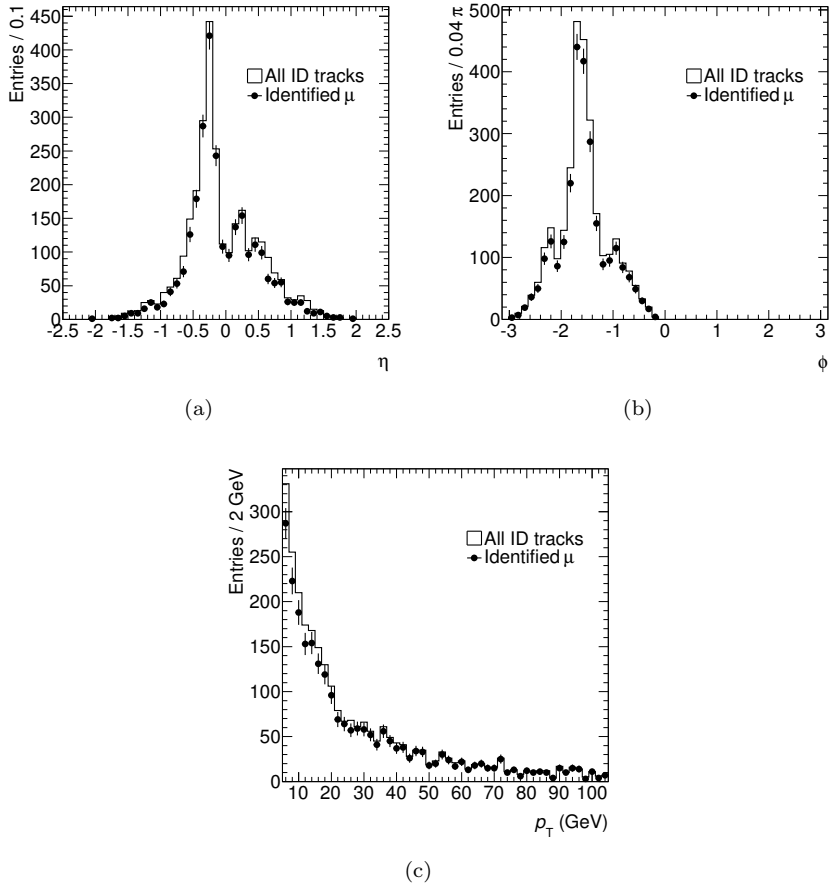 Entries / 0.1
450
400
350
300
250
200
150
100
50
0
-2.5 -2 -1.5 -1 -0.5 0 0.5 1 1.5 2 2.5
η
All ID tracks
Identified μ
(a)
Entries / 0.04 π
500
400
300
200
100
0
-3 -2 -1 0 1 2 3
ϕ
All ID tracks
Identified μ
(b)
Entries / 2 GeV
300
250
200
150
100
50
0
10 20 30 40 50 60 70 80 90 100
p_T (GeV)
All ID tracks
Identified μ
(c)